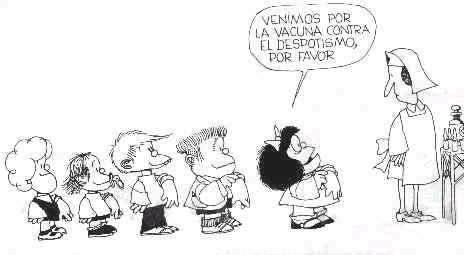 VENIMOS POR
LA VACUNA CONTRA
EL DESPOTISMO,
POR FAVOR